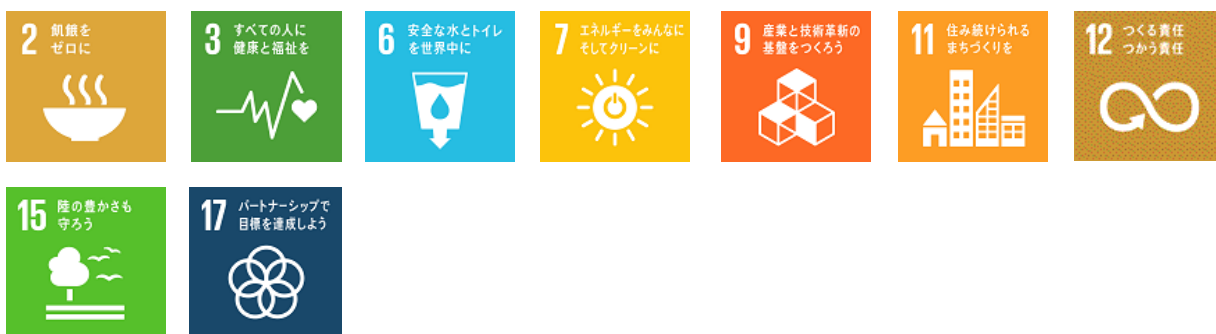 2 飢餓を
ゼロに
3 すべての人に
健康と福祉を
6 安全な水とトイレ
を世界中に
7 エネルギーをみんなに
そしてクリーンに
9 産業と技術革新の
基盤をつくろう
11 住み続けられる
まちづくりを
12 つくる責任
つかう責任
15 陸の豊かさも
守ろう
17 パートナーシップで
目標を達成しよう